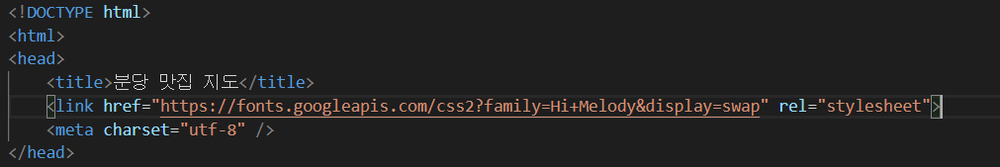 <!DOCTYPE html>
<html>
<head>
<title>분당 맛집 지도</title>
<link href="https://fonts.googleapis.com/css2?family=Hi+Melody&display=swap" rel="stylesheet">
<meta charset="utf-8" />
</head>